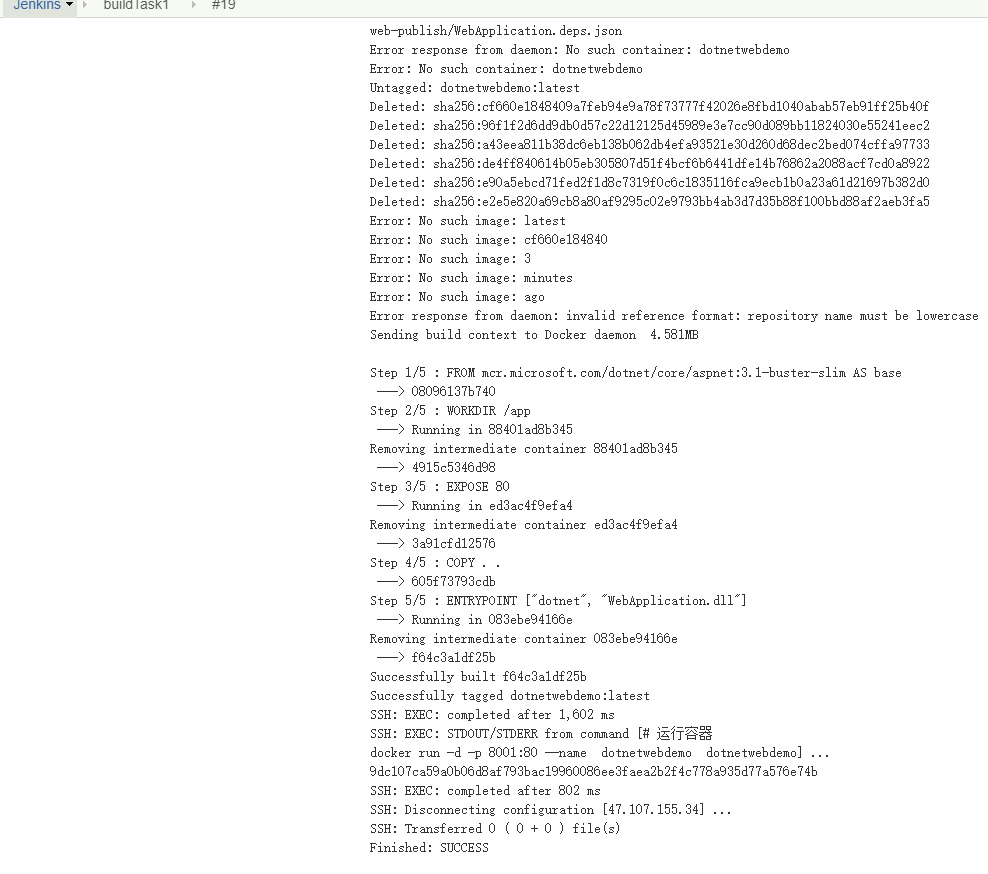 Jenkins buildTask1 #19
web-publish/WebApplication.deps.json
Error response from daemon: No such container: dotnetwebdemo
Error: No such container: dotnetwebdemo
Untagged: dotnetwebdemo:latest
Deleted: sha256:cf660e1848409a7feb94e9a78f73777f42026e8fbd1040abab57eb91ff25b40f
Deleted: sha256:96f1f2d6dd9db0d57c22d12125d45989e3e7cc90d089bb11824030e55241eec2
Deleted: sha256:a43eea811b38dc6eb138b062db4efa93521e30d260d68dec2bed074cffa97733
Deleted: sha256:de4ff840614b05eb305807d51f4bcf6b6441dfe14b76862a2088acf7cd0a8922
Deleted: sha256:e90a5ebcd71fed2f1d8c7319f0c6c1835116fca9ecb1b0a23a61d21697b382d0
Deleted: sha256:e2e5e820a69cb8a80af9295c02e9793bb4ab3d7d35b88f100bbd88af2aeb3fa5
Error: No such image: latest
Error: No such image: cf660e184840
Error: No such image: 3
Error: No such image: minutes
Error: No such image: ago
Error response from daemon: invalid reference format: repository name must be lowercase
Sending build context to Docker daemon  4.581MB
Step 1/5 : FROM mcr.microsoft.com/dotnet/core/aspnet:3.1-buster-slim AS base
---> 08096137b740
Step 2/5 : WORKDIR /app
---> Running in 88401ad8b345
Removing intermediate container 88401ad8b345
---> 4915c5346d98
Step 3/5 : EXPOSE 80
---> Running in ed3ac4f9efa4
Removing intermediate container ed3ac4f9efa4
---> 3a91cfd12576
Step 4/5 : COPY . .
---> 605f73793cdb
Step 5/5 : ENTRYPOINT ["dotnet", "WebApplication.dll"]
---> Running in 083ebe94166e
Removing intermediate container 083ebe94166e
---> f64c3a1df25b
Successfully built f64c3a1df25b
Successfully tagged dotnetwebdemo:latest
SSH: EXEC: completed after 1,602 ms
SSH: EXEC: STDOUT/STDERR from command [# 运行容器
docker run -d -p 8001:80 --name  dotnetwebdemo  dotnetwebdemo] ...
9dc107ca59a0b06d8af793bac19960086ee3faea2b2f4c778a935d77a576e74b
SSH: EXEC: completed after 802 ms
SSH: Disconnecting configuration [47.107.155.34] ...
SSH: Transferred 0 ( 0 + 0 ) file(s)
Finished: SUCCESS